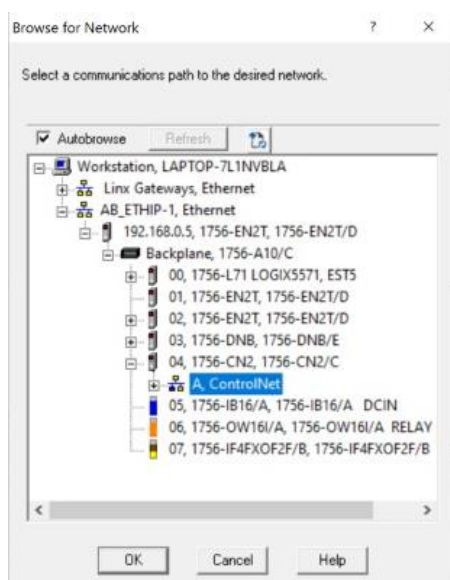 Browse for Network
?
×
Select a communications path to the desired network.
Autobrowse
Refresh
Workstation, LAPTOP-7L1NVBLA
Linx Gateways, Ethernet
AB_ETHIP-1, Ethernet
192.168.0.5, 1756-EN2T, 1756-EN2T/D
Backplane, 1756-A10/C
00, 1756-L71 LOGIX5571, EST5
01, 1756-EN2T, 1756-EN2T/D
02, 1756-EN2T, 1756-EN2T/D
03, 1756-DNB, 1756-DNB/E
04, 1756-CN2, 1756-CN2/C
A, ControlNet
05, 1756-IB16/A, 1756-IB16/A DCIN
06, 1756-OW16I/A, 1756-OW16I/A RELAY
07, 1756-IF4FXOF2F/B, 1756-IF4FXOF2F/B
OK
Cancel
Help